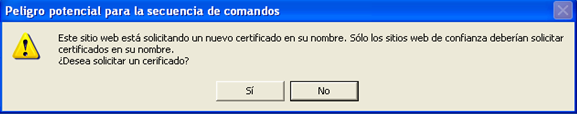 Peligro potencial para la secuencia de comandos
Este sitio web está solicitando un nuevo certificado en su nombre. Sólo los sitios web de confianza deberían solicitar
certificados en su nombre.
¿Desea solicitar un cerificado?
Sí
No